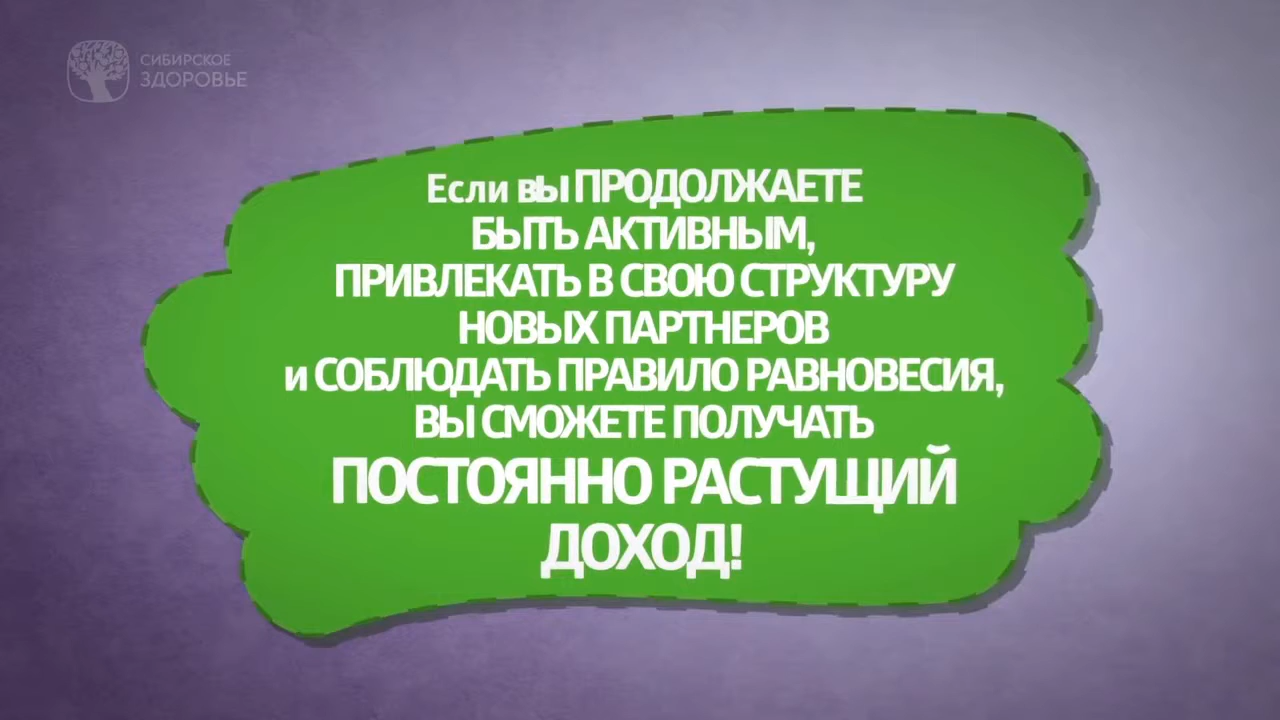 СИБИРСКОЕ
ЗДОРОВЬЕ
Если вы ПРОДОЛЖАЕТЕ
БЫТЬ АКТИВНЫМ,
ПРИВЛЕКАТЬ В СВОЮ СТРУКТУРУ
НОВЫХ ПАРТНЕРОВ
и СОБЛЮДАТЬ ПРАВИЛО РАВНОВЕСИЯ,
ВЫ СМОЖЕТЕ ПОЛУЧАТЬ
ПОСТОЯННО РАСТУЩИЙ
ДОХОД!